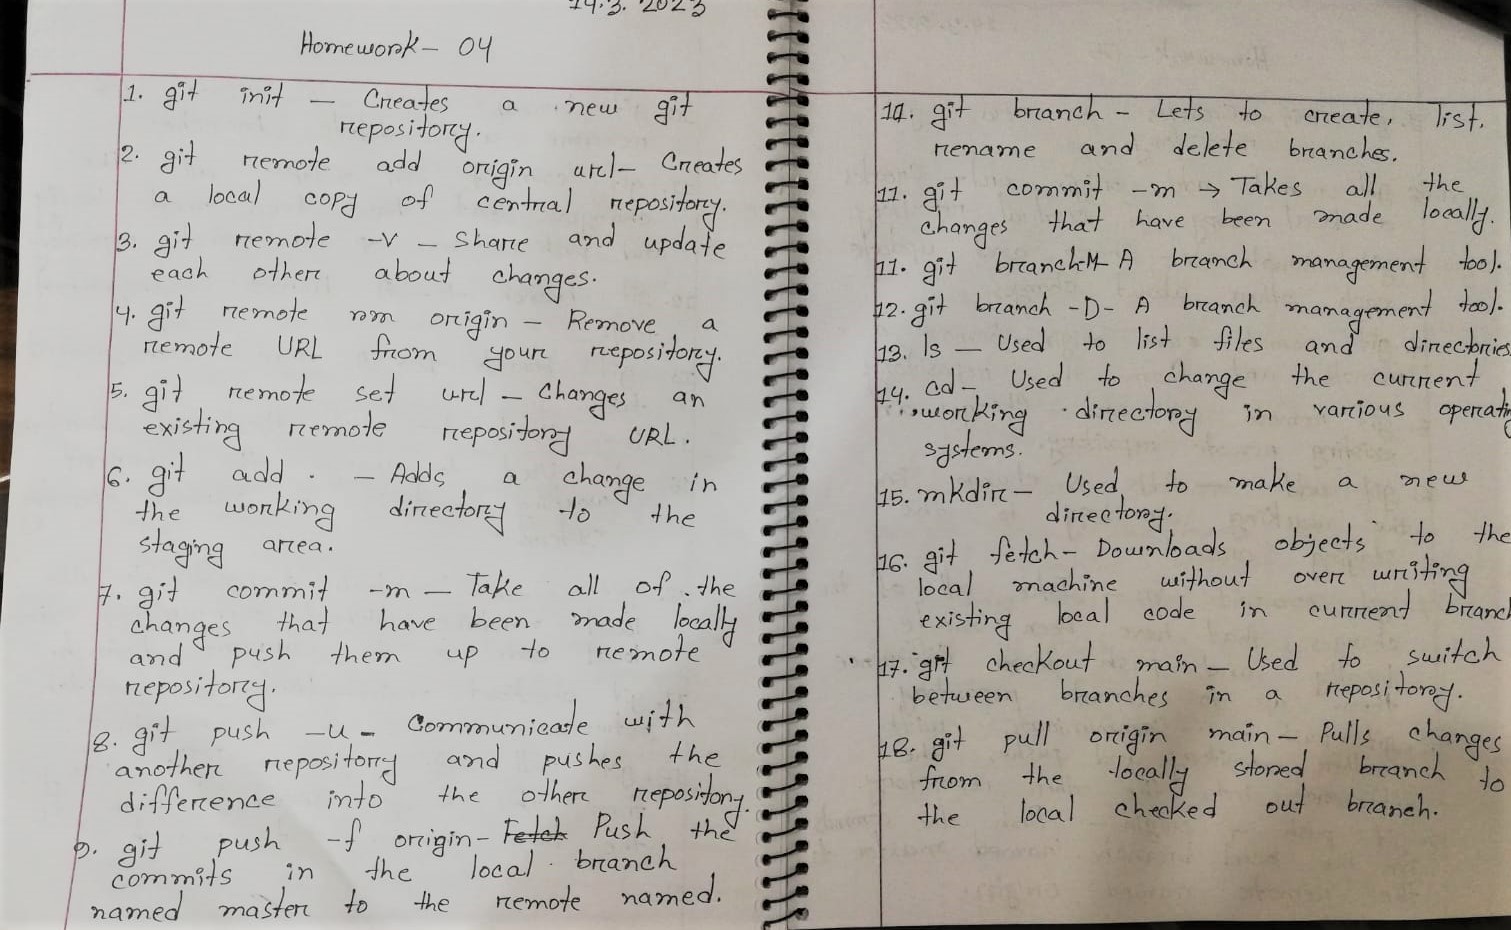 14.3.2023
Homework- 04
1. git init — Creates a new git
repository.
2. git remote add origin url- Creates
a local copy of central repository.
3. git remote -v - Share and update
each other about changes.
4. git remote rm origin - Remove a
remote URL from your repository.
5. git remote set url - Changes an
existing remote repository URL.
6. git add . - Adds a change in
the working directory to the
staging area.
7. git commit -m - Take all of the
changes that have been made locally
and push them up to remote
repository.
8. git push -u - Communicate with
another repository and pushes the
difference into the other repository.
9. git push -f origin- Fetch Push the
commits in the local branch
named master to the remote named.
git branch - Lets to create, list,
rename and delete branches.
11. git commit -m → Takes all the
changes that have been made locally.
11. git branch-M- A branch management tool.
12. git branch -D- A branch management tool.
13. ls — Used to list files and directories
14. cd - Used to change the current
working directory in various operatin
systems.
15. mkdir — Used to make a new
directory.
16. git fetch- Downloads objects to the
local machine without over writing
existing local code in current branch
17. git checkout main - Used to switch
between branches in a repository.
18. git pull origin main - Pulls changes
from the locally stored branch to
the local checked out branch.